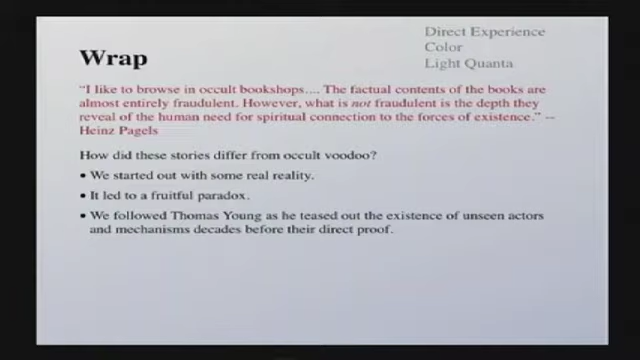 Direct Experience
Color
Light Quanta
Wrap
“I like to browse in occult bookshops.... The factual contents of the books are
almost entirely fraudulent. However, what is not fraudulent is the depth they
reveal of the human need for spiritual connection to the forces of existence.” --
Heinz Pagels
How did these stories differ from occult voodoo?
• We started out with some real reality.
• It led to a fruitful paradox.
• We followed Thomas Young as he teased out the existence of unseen actors
and mechanisms decades before their direct proof.